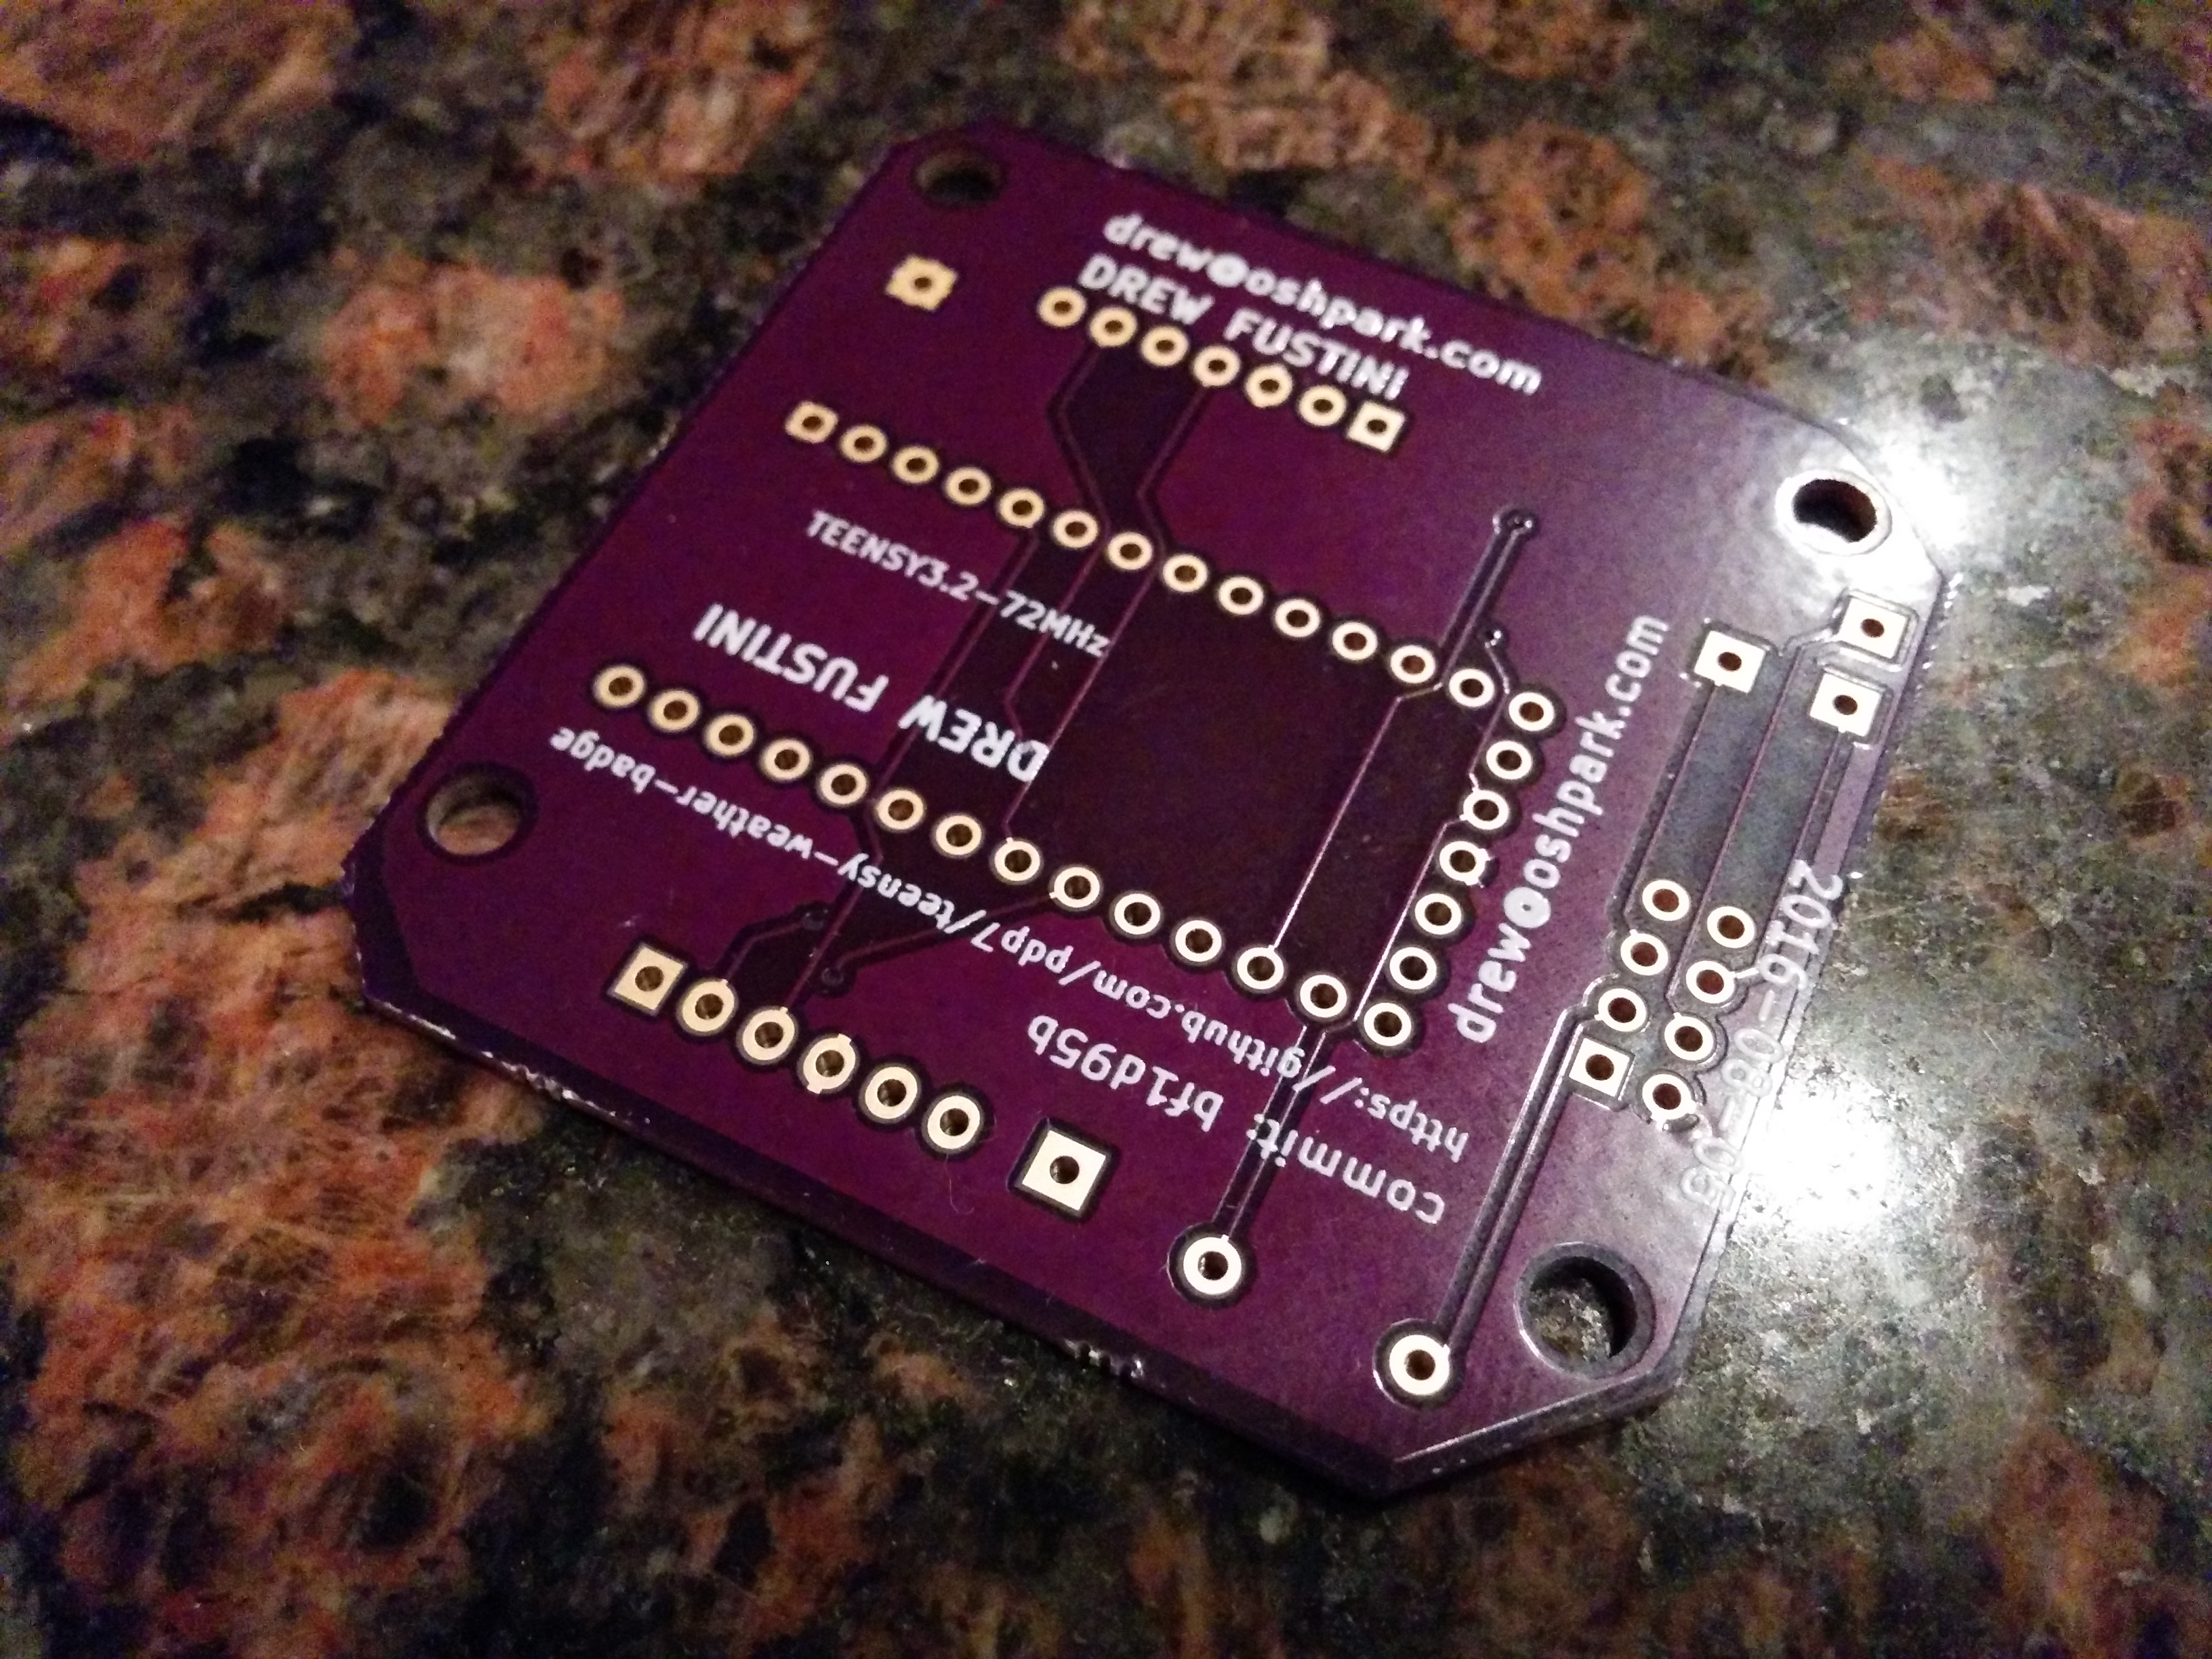 drew@oshpark.com
DREW FUSTINI
TEENSY3.2-72MHz
DREW FUSTINI
https://github.com/pdp7/teensy-weather-badge
commit: bf1d95b
drew@oshpark.com
2016-08-05